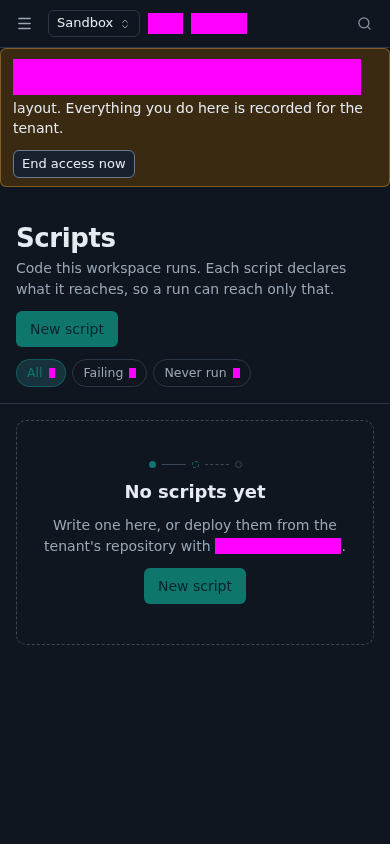 Sandbox
layout. Everything you do here is recorded for the
tenant.
End access now
Scripts
Code this workspace runs. Each script declares
what it reaches, so a run can reach only that.
New script
All
Failing
Never run
No scripts yet
Write one here, or deploy them from the
tenant's repository with .
New script